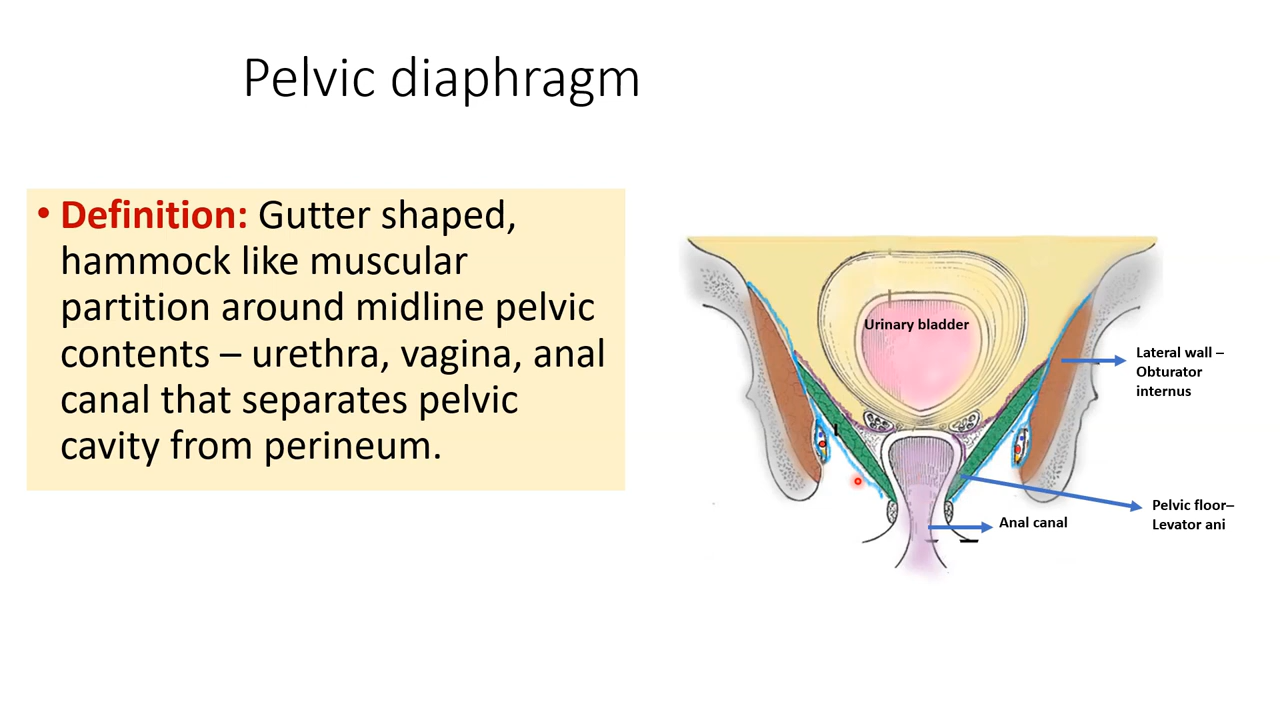 Pelvic diaphragm
• Definition: Gutter shaped,
hammock like muscular
partition around midline pelvic
contents – urethra, vagina, anal
canal that separates pelvic
cavity from perineum.
Urinary bladder
Lateral wall –
Obturator
internus
Pelvic floor–
Levator ani
Anal canal